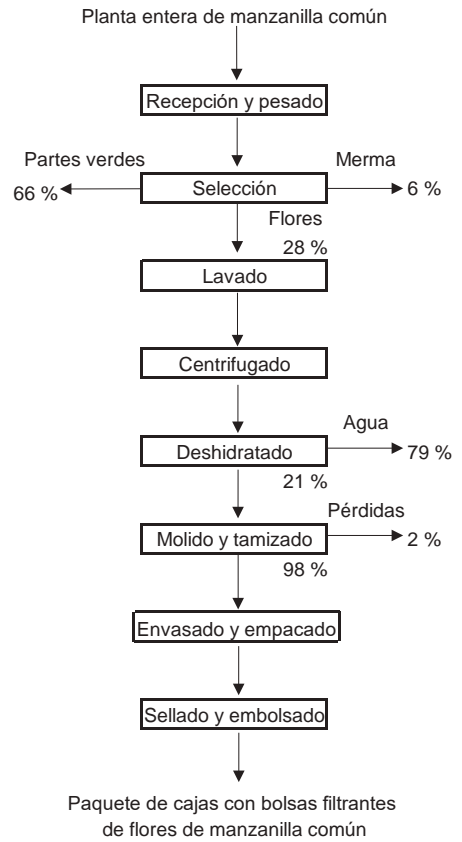 Planta entera de manzanilla común
Recepción y pesado
Partes verdes
Merma
66 %
Selección
6 %
Flores
28 %
Lavado
Centrifugado
Agua
Deshidratado
79 %
21 %
Pérdidas
Molido y tamizado
2 %
98 %
Envasado y empacado
Sellado y embolsado
Paquete de cajas con bolsas filtrantes
de flores de manzanilla común